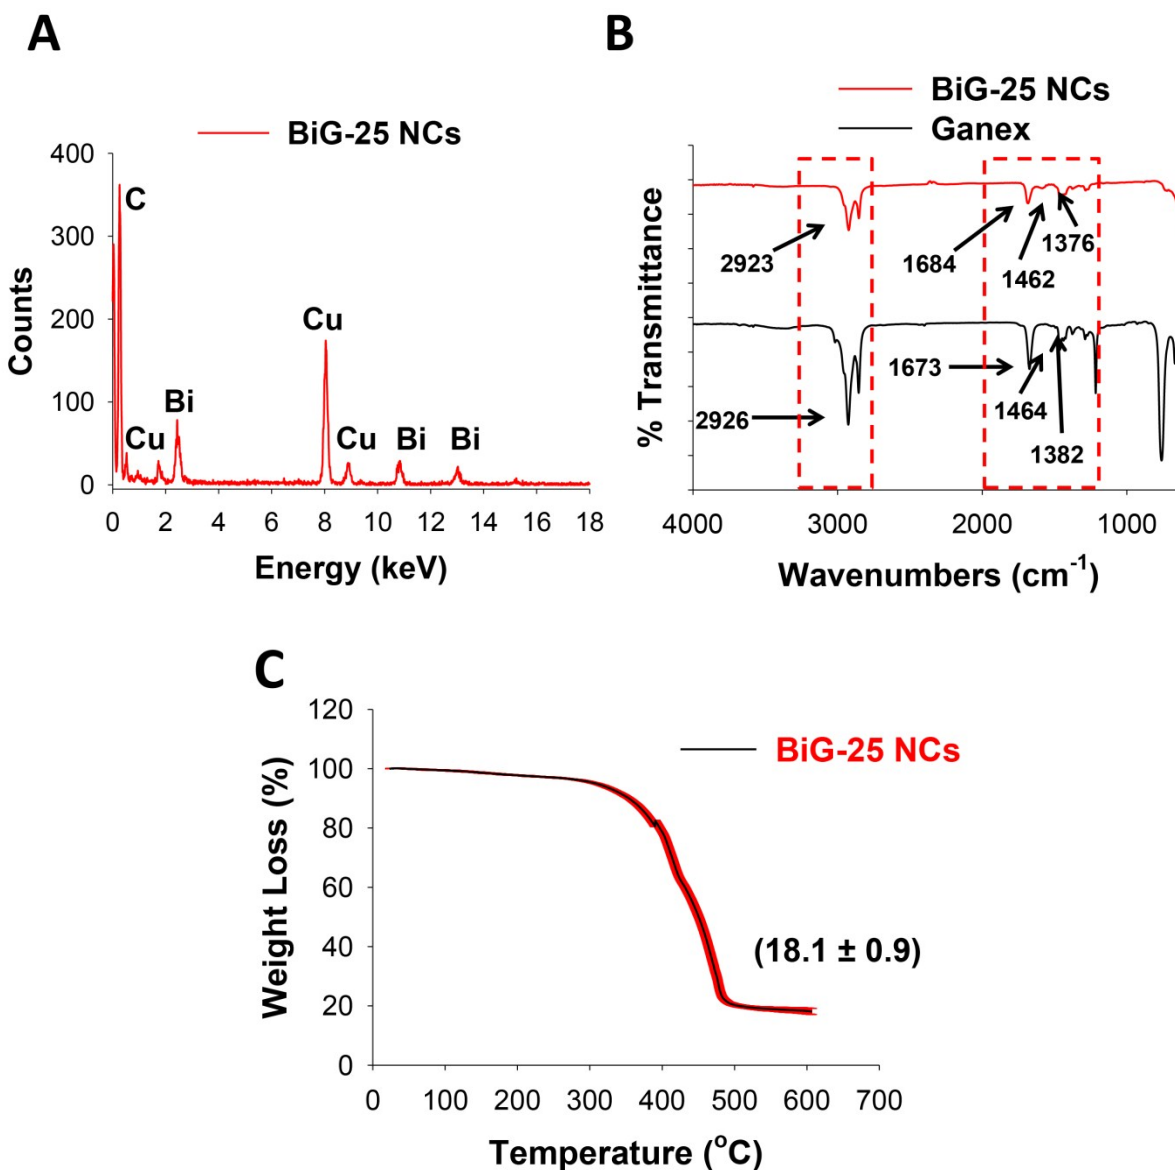 A
BiG-25 NCs
400
300
200
100
0
Counts
C
Cu
Bi
Cu
Cu
Bi
Bi
0 2 4 6 8 10 12 14 16 18
Energy (keV)
B
BiG-25 NCs
Ganex
% Transmittance
2923
1684
1462
1376
2926
1673
1464
1382
4000 3000 2000 1000
Wavenumbers (cm⁻¹)
C
BiG-25 NCs
120
100
80
60
40
20
0
Weight Loss (%)
(18.1 ± 0.9)
0 100 200 300 400 500 600 700
Temperature (°C)